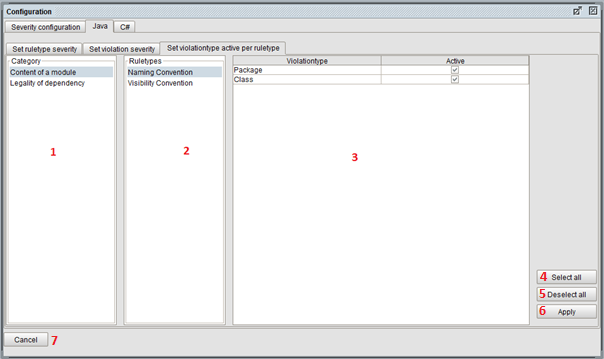 Configuration
Severity configuration Java C#
Set ruletype severity Set violation severity Set violationtype active per ruletype
Category Ruletypes Violationtype Active
Content of a module Naming Convention Package
Legality of dependency Visibility Convention Class
1 2 3
4 Select all
5 Deselect all
6 Apply
Cancel 7